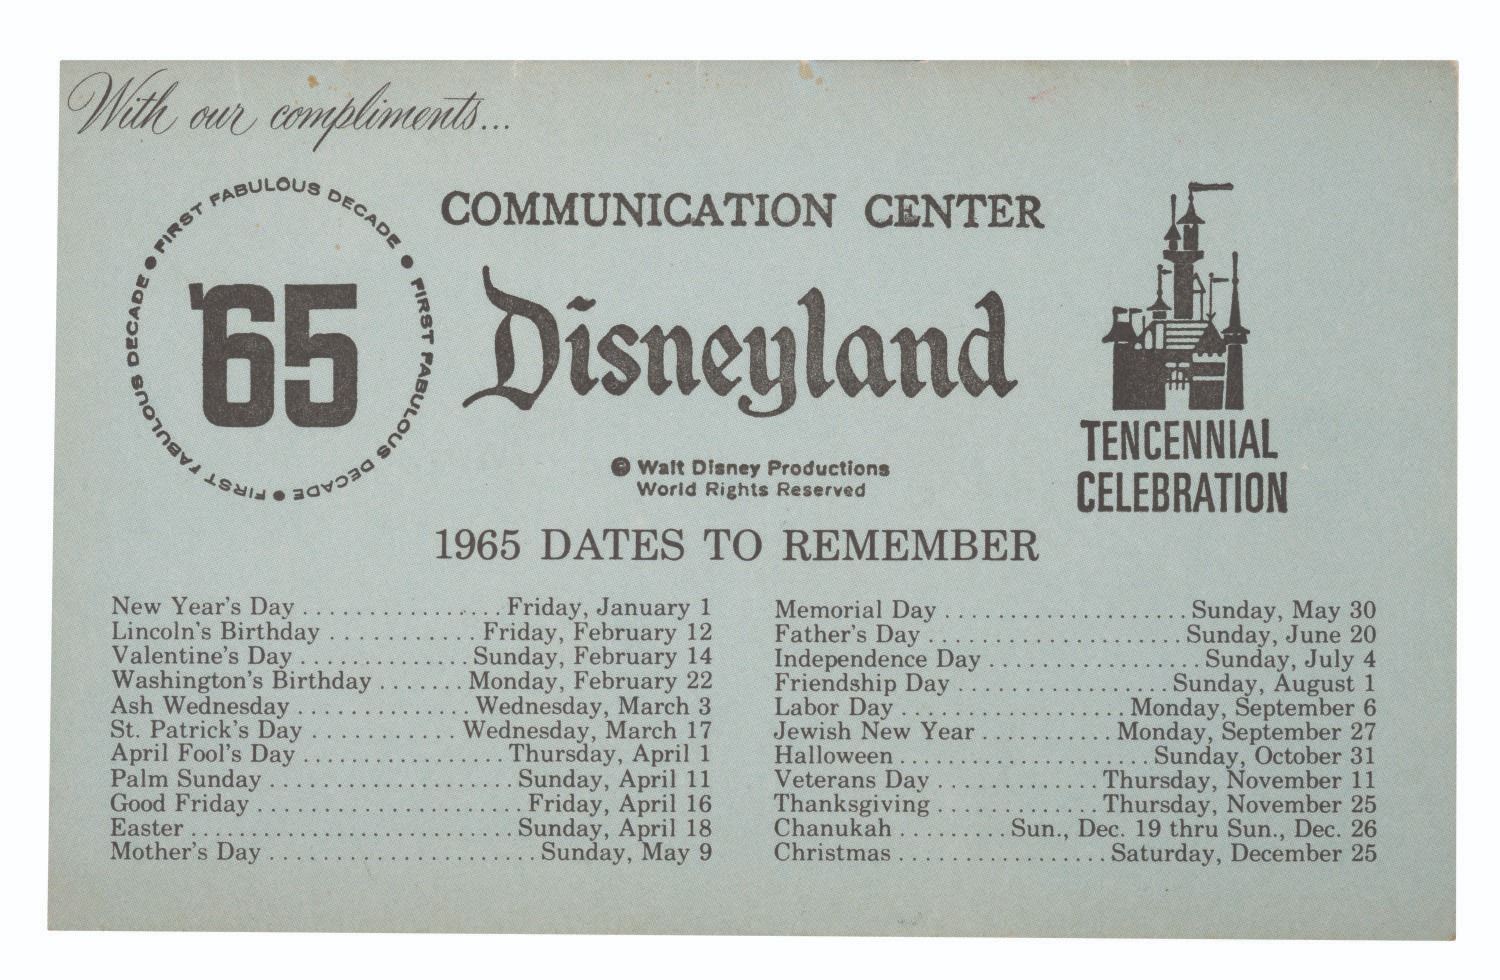 With our compliments...
FIRST FABULOUS DECADE • FIRST FABULOUS DECADE • FIRST FABULOUS DECADE •
'65
COMMUNICATION CENTER
Disneyland
© Walt Disney Productions
World Rights Reserved
TENCENNIAL
CELEBRATION
1965 DATES TO REMEMBER
New Year's Day ................ Friday, January 1
Lincoln's Birthday ........... Friday, February 12
Valentine's Day ............. Sunday, February 14
Washington's Birthday ....... Monday, February 22
Ash Wednesday ............. Wednesday, March 3
St. Patrick's Day ........... Wednesday, March 17
April Fool's Day ................ Thursday, April 1
Palm Sunday ................... Sunday, April 11
Good Friday .................... Friday, April 16
Easter ........................ Sunday, April 18
Mother's Day ..................... Sunday, May 9
Memorial Day .................. Sunday, May 30
Father's Day ................... Sunday, June 20
Independence Day ................ Sunday, July 4
Friendship Day ................ Sunday, August 1
Labor Day ................... Monday, September 6
Jewish New Year .......... Monday, September 27
Halloween ................... Sunday, October 31
Veterans Day ............. Thursday, November 11
Thanksgiving ............ Thursday, November 25
Chanukah ........ Sun., Dec. 19 thru Sun., Dec. 26
Christmas ................ Saturday, December 25